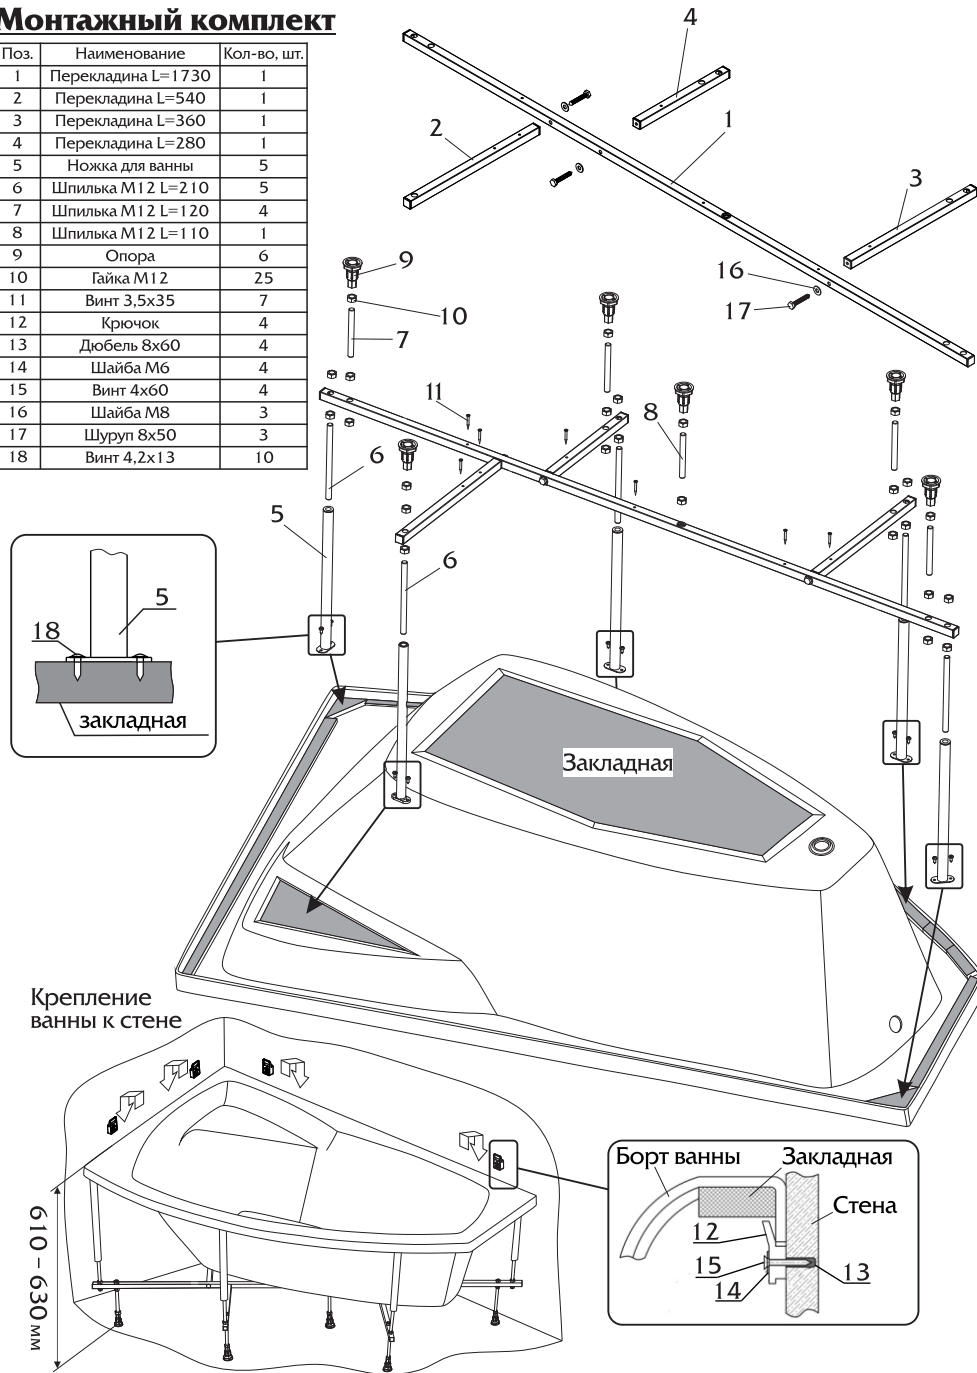 Монтажный комплект
Поз. Наименование Кол-во, шт.
1 Перекладина L=1730 1
2 Перекладина L=540 1
3 Перекладина L=360 1
4 Перекладина L=280 1
5 Ножка для ванны 5
6 Шпилька М12 L=210 5
7 Шпилька М12 L=120 4
8 Шпилька М12 L=110 1
9 Опора 6
10 Гайка М12 25
11 Винт 3,5х35 7
12 Крючок 4
13 Дюбель 8х60 4
14 Шайба М6 4
15 Винт 4х60 4
16 Шайба М8 3
17 Шуруп 8х50 3
18 Винт 4,2х13 10
4
2
1
3
9
16
10
17
7
11
8
6
5
6
5
18
закладная
Закладная
Крепление
ванны к стене
610 – 630 мм
Борт ванны
Закладная
Стена
12
15
14
13